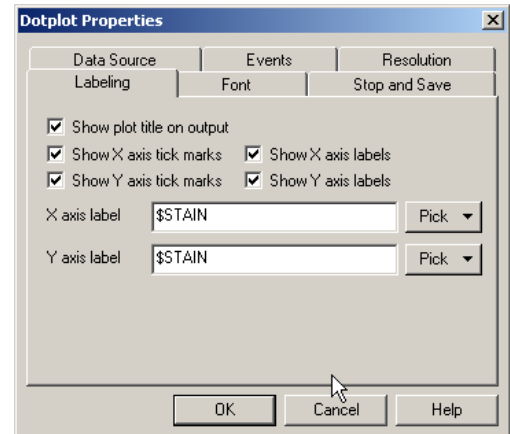 Dotplot Properties
Data Source Events Resolution
Labeling Font Stop and Save
Show plot title on output
Show X axis tick marks Show X axis labels
Show Y axis tick marks Show Y axis labels
X axis label $STAIN Pick
Y axis label $STAIN Pick
OK Cancel Help